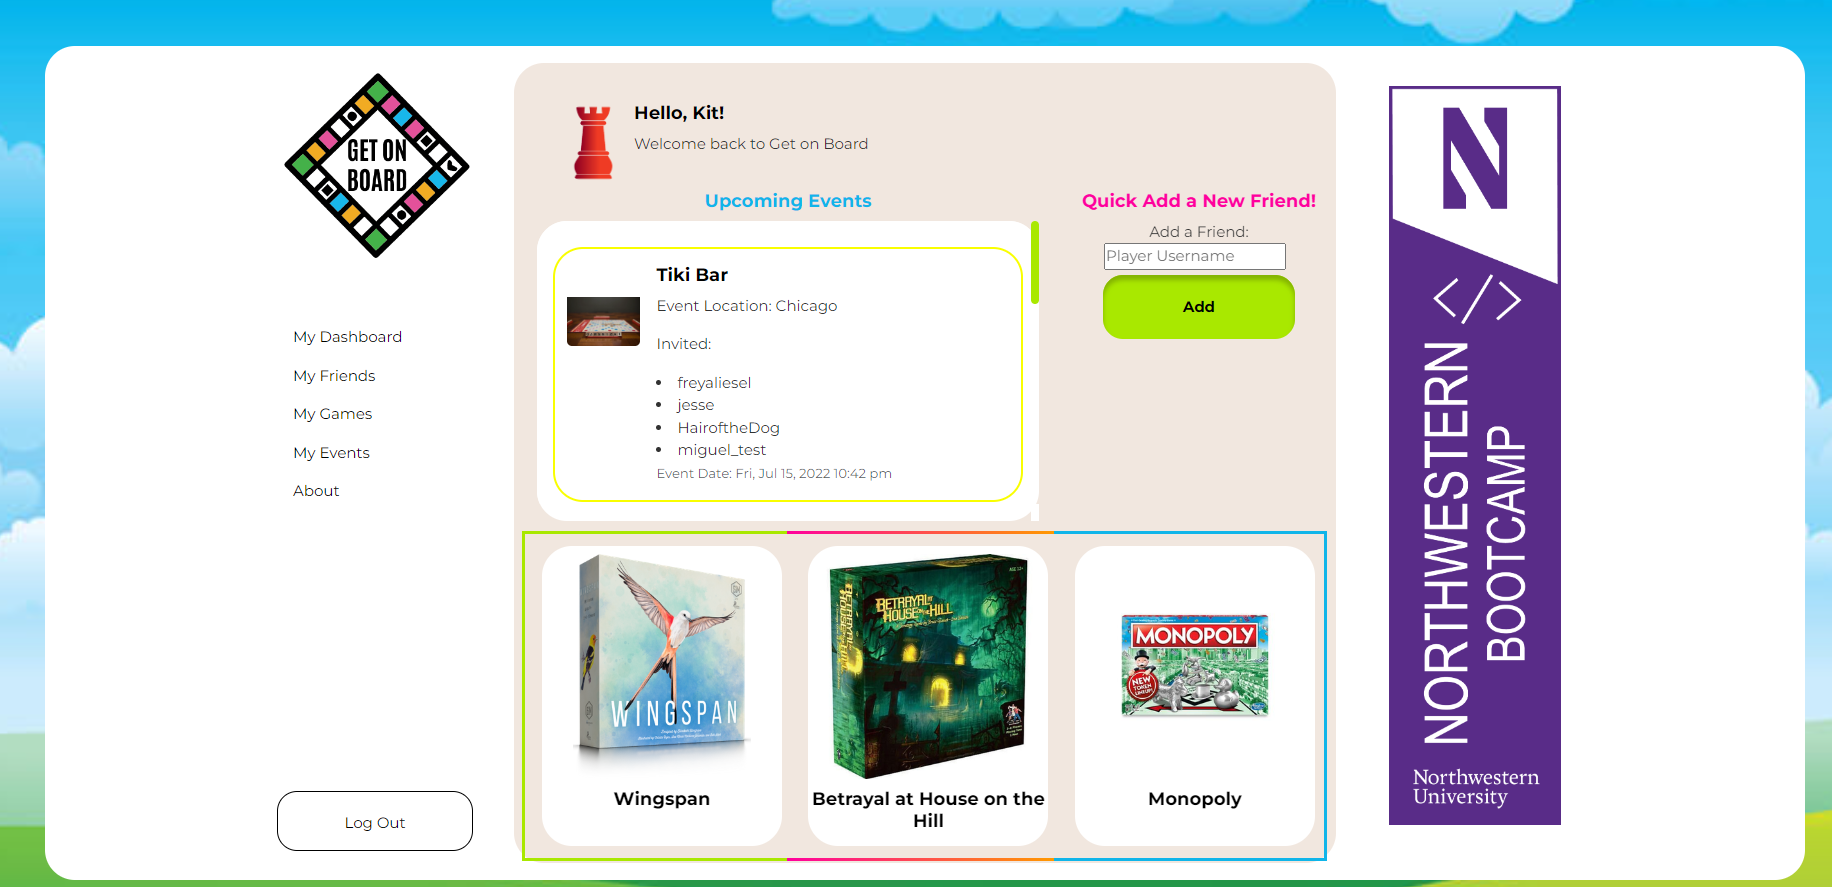 GET ON
BOARD
My Dashboard
My Friends
My Games
My Events
About
Log Out
Hello, Kit!
Welcome back to Get on Board
Upcoming Events
Tiki Bar
Event Location: Chicago
Invited:
freyaliesel
jesse
HairoftheDog
miguel_test
Event Date: Fri, Jul 15, 2022 10:42 pm
Quick Add a New Friend!
Add a Friend:
Player Username
Add
WINGSPAN
Wingspan
BETRAYAL AT
HOUSE ON THE HILL
Betrayal at House on the
Hill
MONOPOLY
NEW
TOKEN
LINEUP!
Monopoly
N
</>
NORTHWESTERN
BOOTCAMP
Northwestern
University